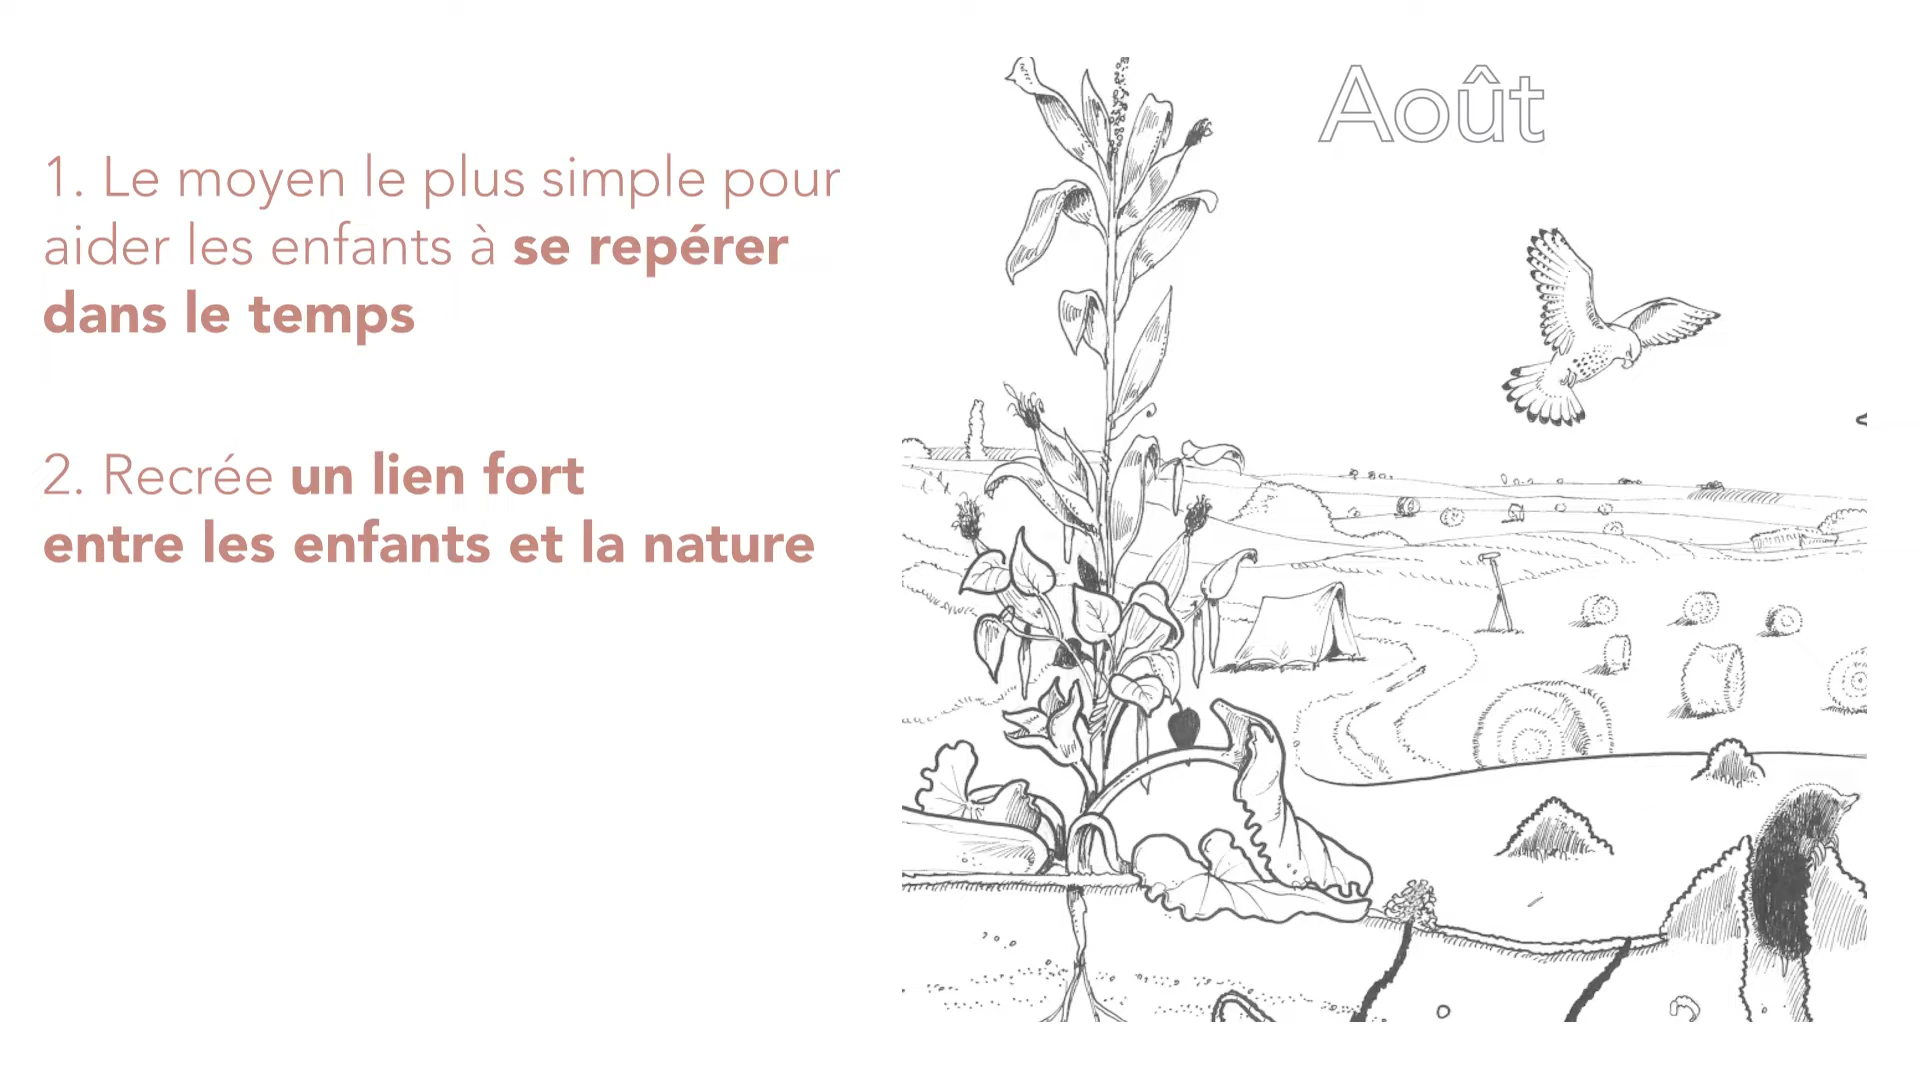 1. Le moyen le plus simple pour
aider les enfants à se repérer
dans le temps
2. Recrée un lien fort
entre les enfants et la nature
Août